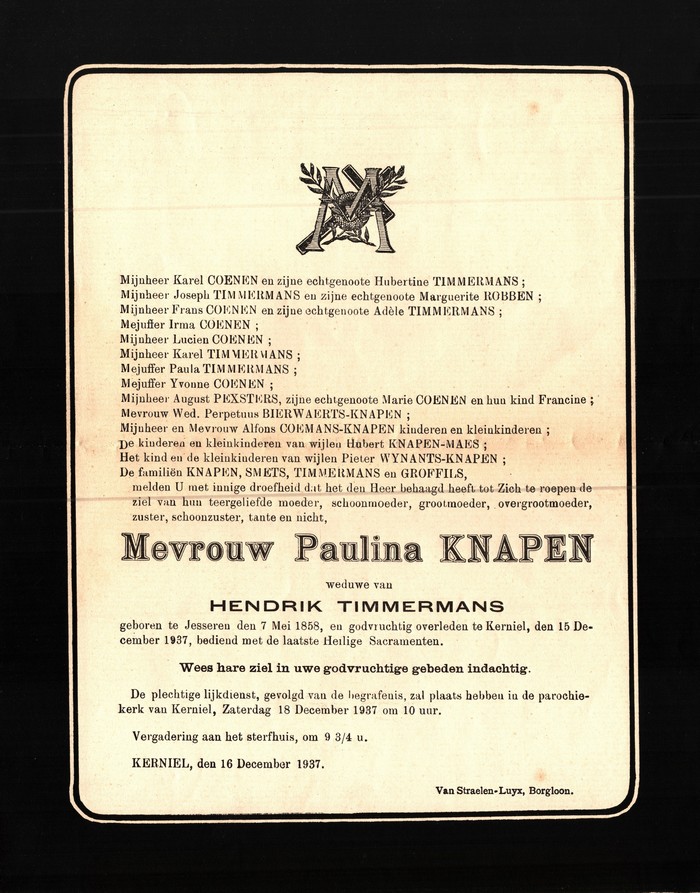 M
Mijnheer Karel COENEN en zijne echtgenoote Hubertine TIMMERMANS ;
Mijnheer Joseph TIMMERMANS en zijne echtgenoote Marguerite ROBBEN ;
Mijnheer Frans COENEN en zijne echtgenoote Adèle TIMMERMANS ;
Mejuffer Irma COENEN ;
Mijnheer Lucien COENEN ;
Mijnheer Karel TIMMERMANS ;
Mejuffer Paula TIMMERMANS ;
Mejuffer Yvonne COENEN ;
Mijnheer August PEXSTERS, zijne echtgenoote Marie COENEN en hun kind Francine ;
Mevrouw Wed. Perpetuus BIERWAERTS-KNAPEN ;
Mijnheer en Mevrouw Alfons COEMANS-KNAPEN kinderen en kleinkinderen ;
De kinderen en kleinkinderen van wijlen Hubert KNAPEN-MAES ;
Het kind en de kleinkinderen van wijlen Pieter WYNANTS-KNAPEN ;
De familiën KNAPEN, SMETS, TIMMERMANS en GROFFILS,
melden U met innige droefheid dat het den Heer behaagd heeft tot Zich te roepen de
ziel van hun teergeliefde moeder, schoonmoeder, grootmoeder, overgrootmoeder,
zuster, schoonzuster, tante en nicht,
Mevrouw Paulina KNAPEN
weduwe van
HENDRIK TIMMERMANS
geboren te Jesseren den 7 Mei 1858, en godvruchtig overleden te Kerniel, den 15 De-
cember 1937, bediend met de laatste Heilige Sacramenten.
Wees hare ziel in uwe godvruchtige gebeden indachtig.
De plechtige lijkdienst, gevolgd van de begrafenis, zal plaats hebben in de parochie-
kerk van Kerniel, Zaterdag 18 December 1937 om 10 uur.
Vergadering aan het sterfhuis, om 9 3/4 u.
KERNIEL, den 16 December 1937.
Van Straelen-Luyx, Borgloon.